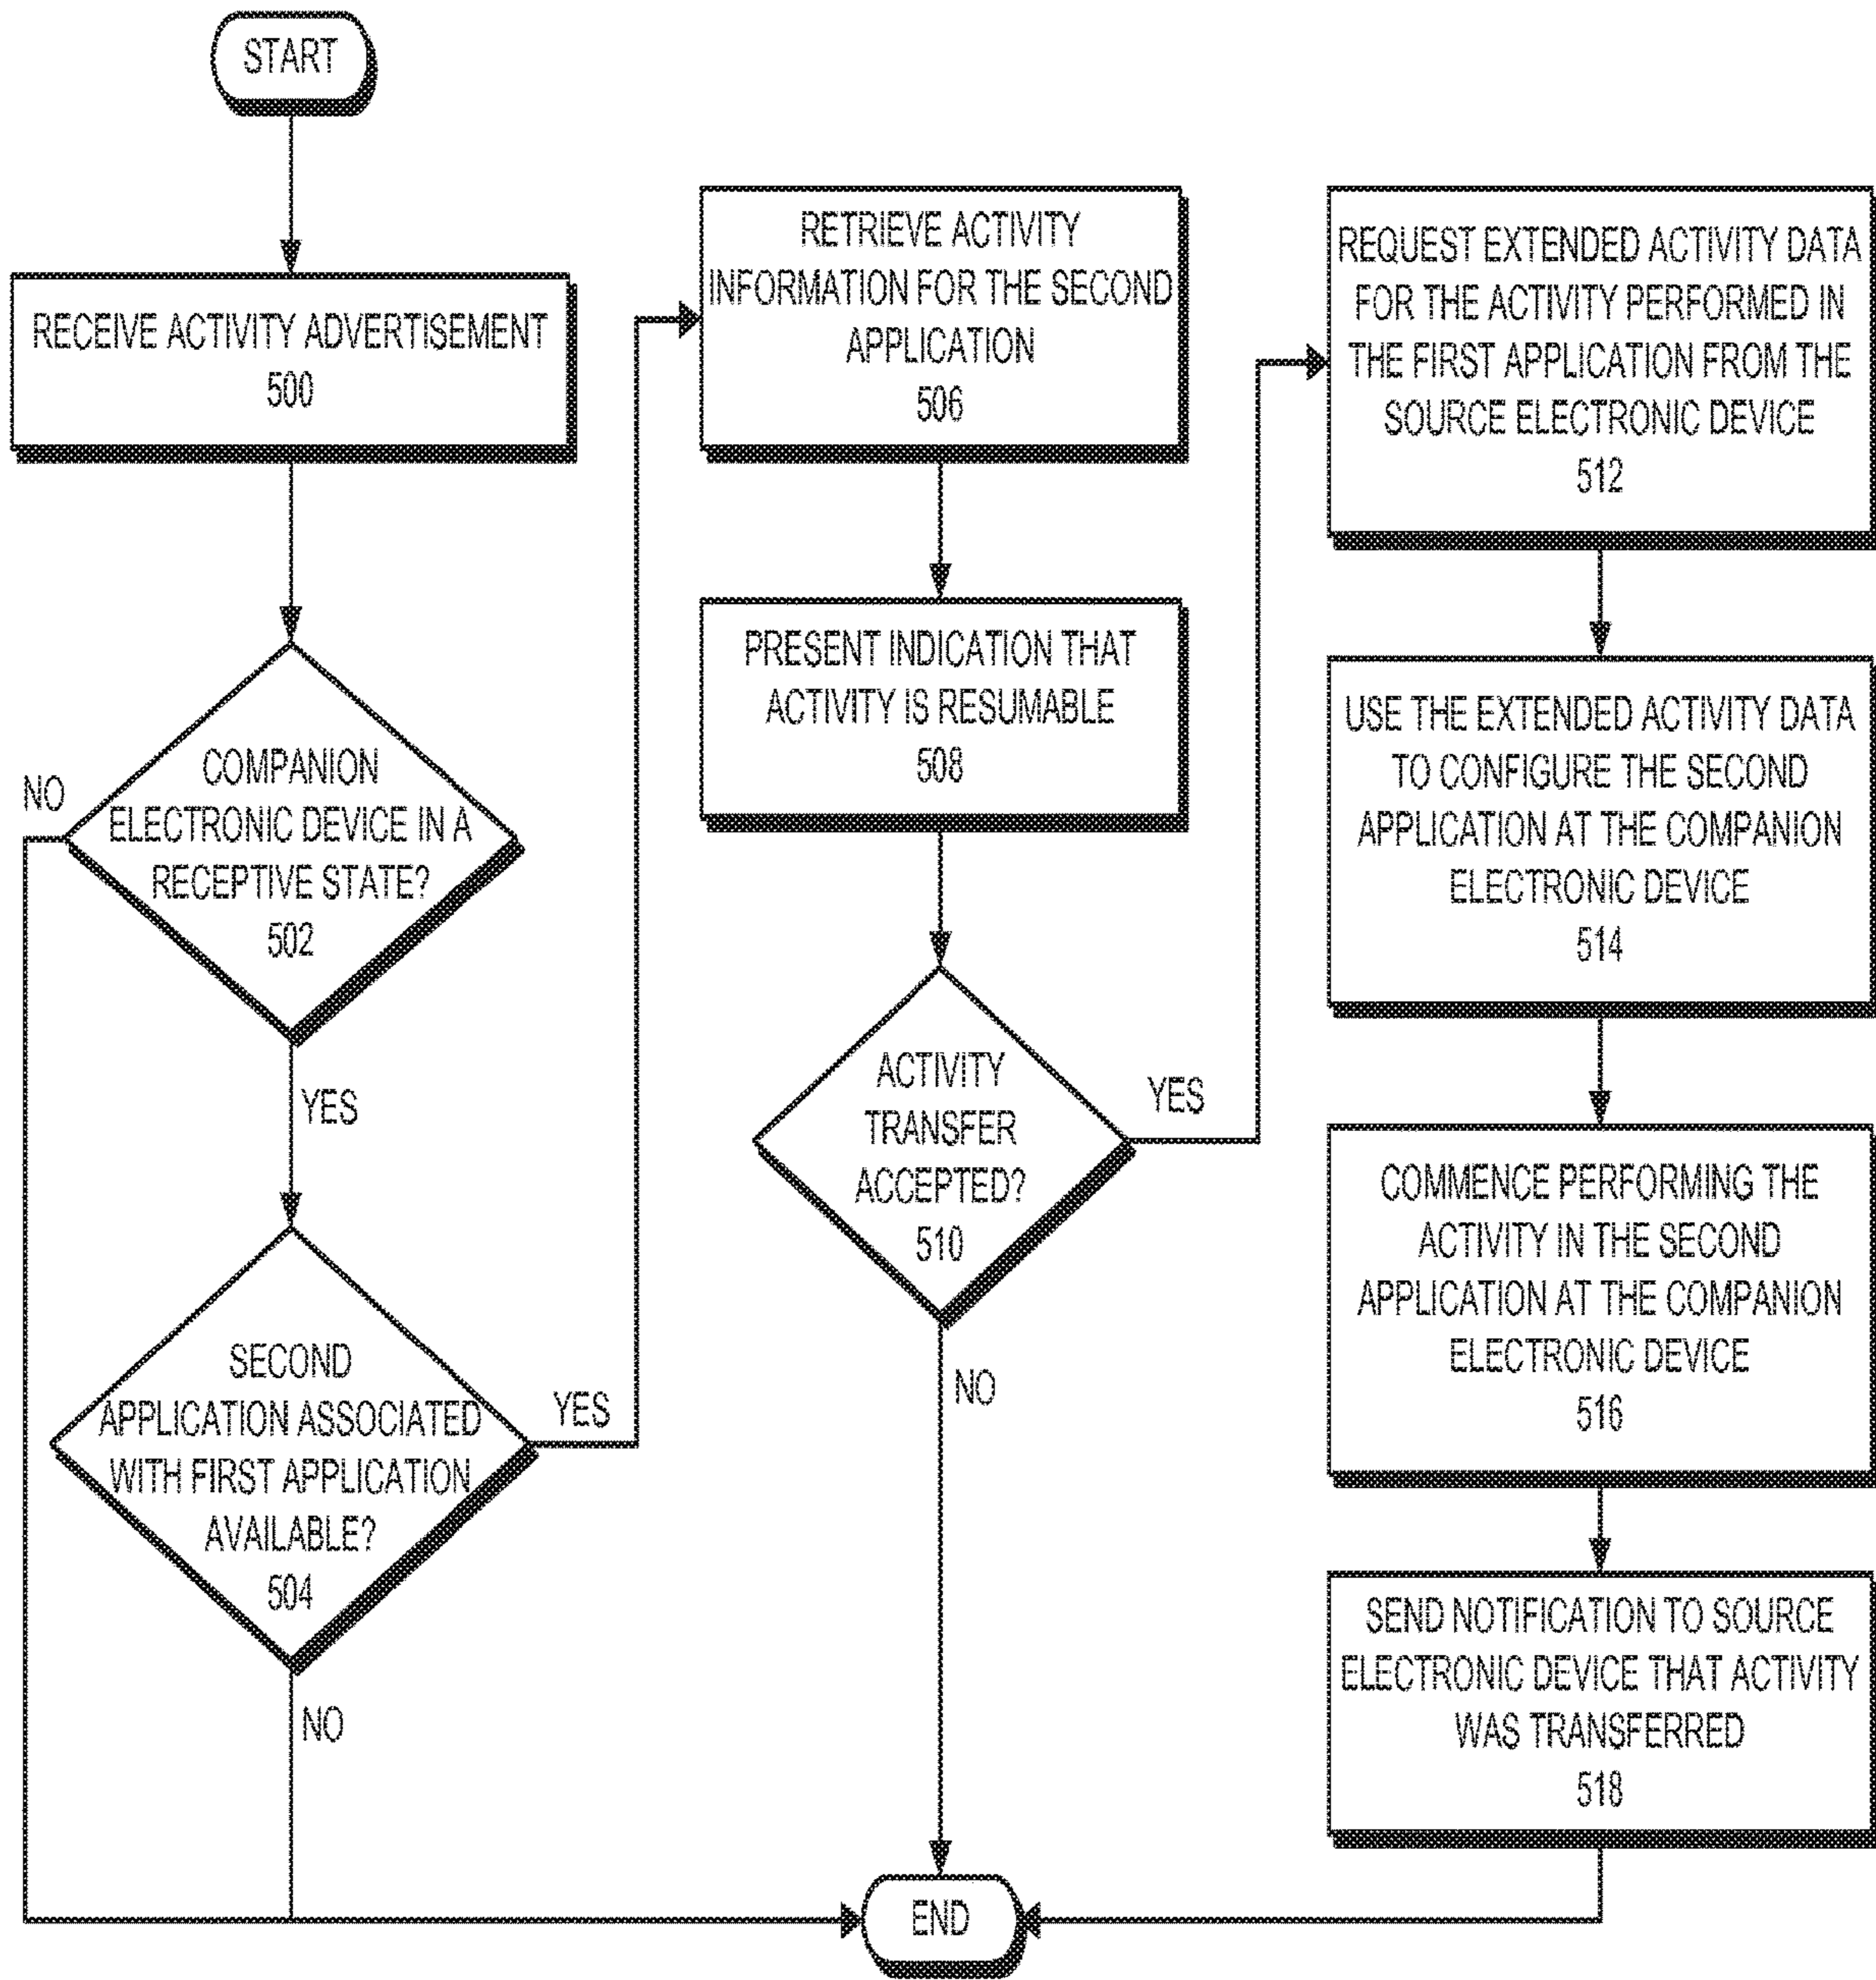 START
RECEIVE ACTIVITY ADVERTISEMENT
500
COMPANION
ELECTRONIC DEVICE IN A
RECEPTIVE STATE?
502
NO
YES
SECOND
APPLICATION ASSOCIATED
WITH FIRST APPLICATION
AVAILABLE?
504
YES
NO
RETRIEVE ACTIVITY
INFORMATION FOR THE SECOND
APPLICATION
506
PRESENT INDICATION THAT
ACTIVITY IS RESUMABLE
508
ACTIVITY
TRANSFER
ACCEPTED?
510
YES
NO
REQUEST EXTENDED ACTIVITY DATA
FOR THE ACTIVITY PERFORMED IN
THE FIRST APPLICATION FROM THE
SOURCE ELECTRONIC DEVICE
512
USE THE EXTENDED ACTIVITY DATA
TO CONFIGURE THE SECOND
APPLICATION AT THE COMPANION
ELECTRONIC DEVICE
514
COMMENCE PERFORMING THE
ACTIVITY IN THE SECOND
APPLICATION AT THE COMPANION
ELECTRONIC DEVICE
516
SEND NOTIFICATION TO SOURCE
ELECTRONIC DEVICE THAT ACTIVITY
WAS TRANSFERRED
518
END